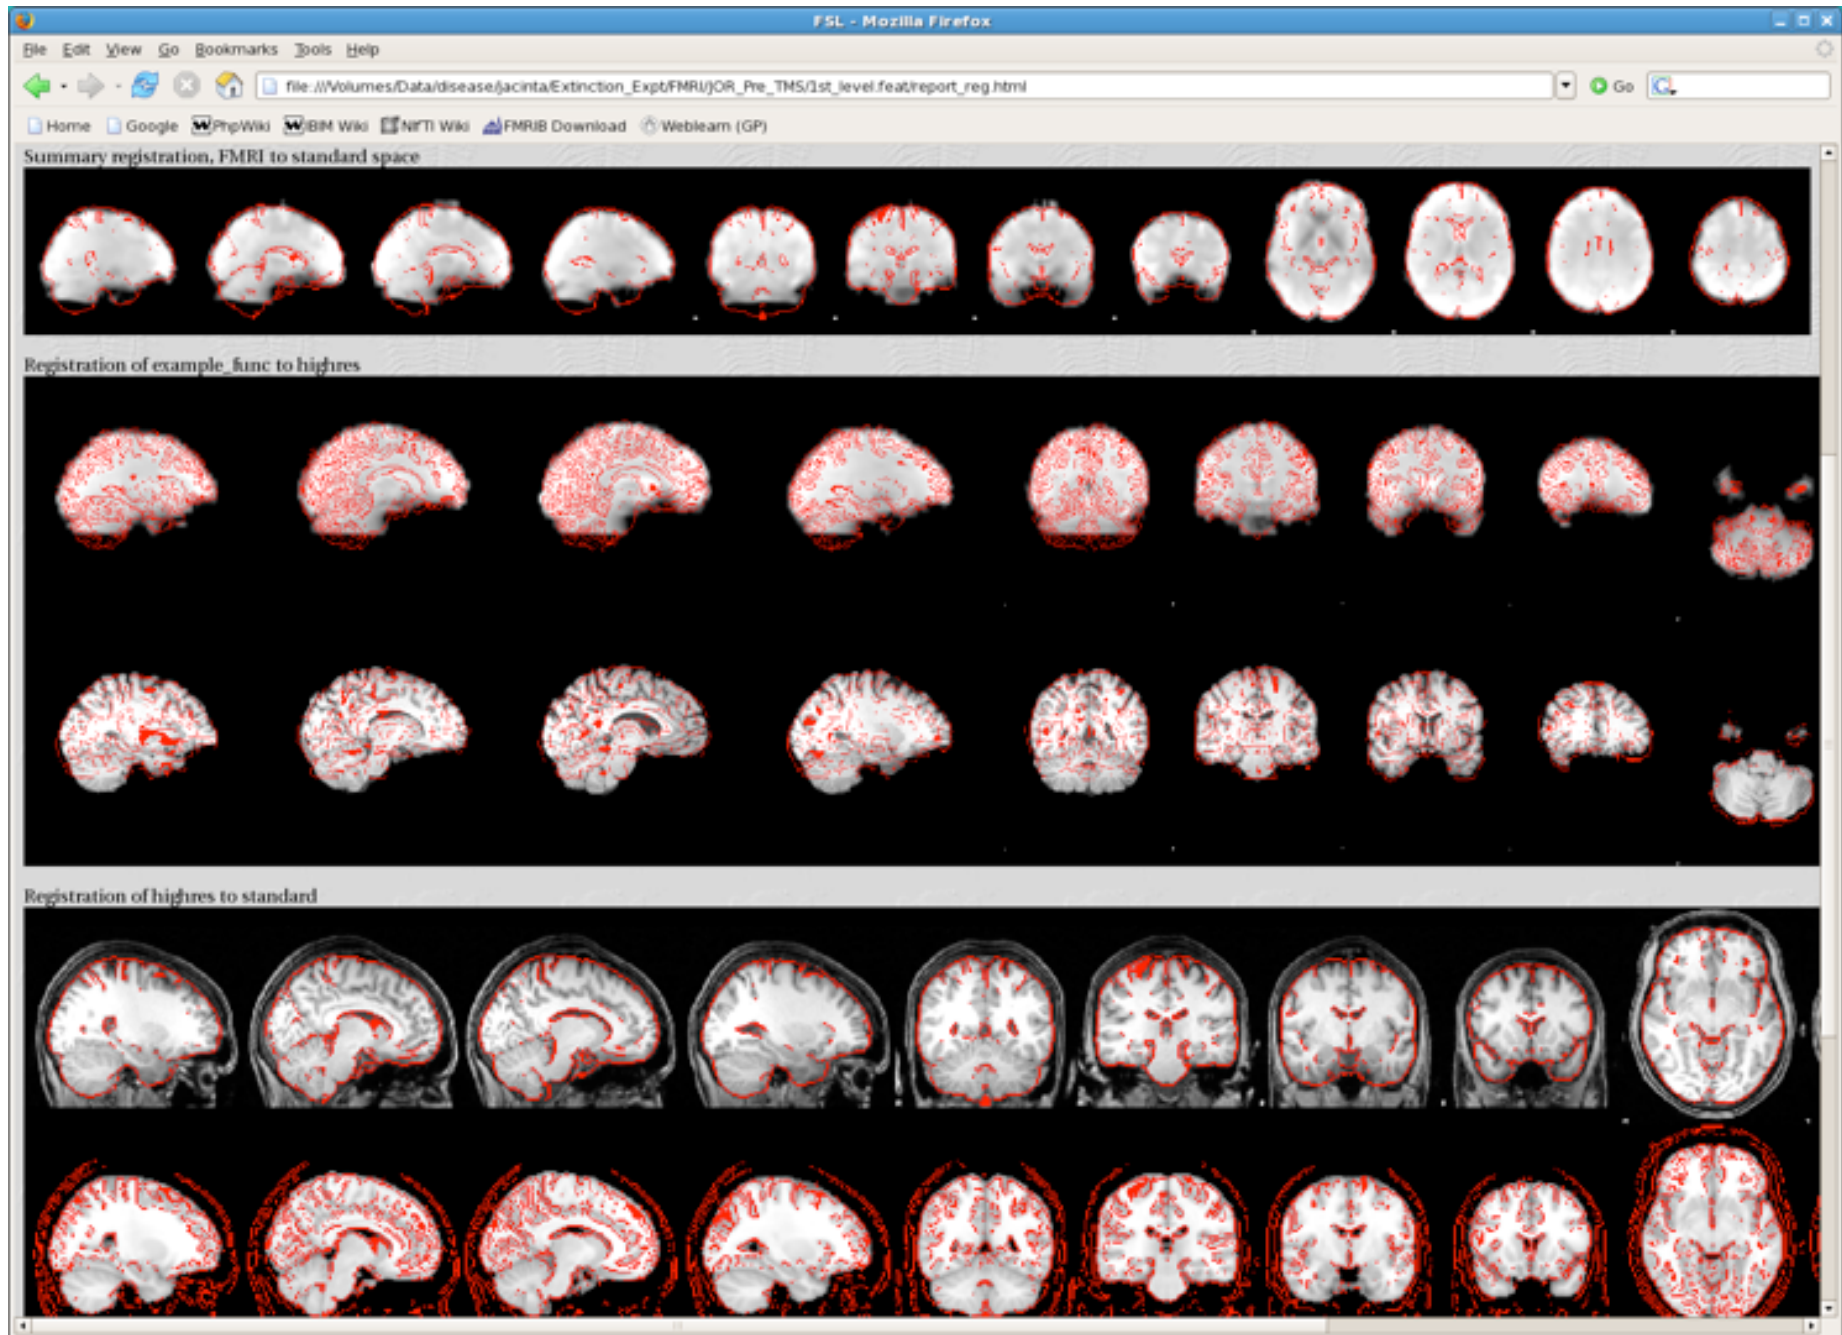 FSL - Mozilla Firefox
File Edit View Go Bookmarks Tools Help
file:///Volumes/Data/disease/jacinta/Extinction_Expt/FMRI/JOR_Pre_TMS/1st_level.feat/report_reg.html Go
Home Google PhpWiki IBIM Wiki NIfTI Wiki FMRIB Download Weblearn (GP)
Summary registration, FMRI to standard space
Registration of example_func to highres
Registration of highres to standard